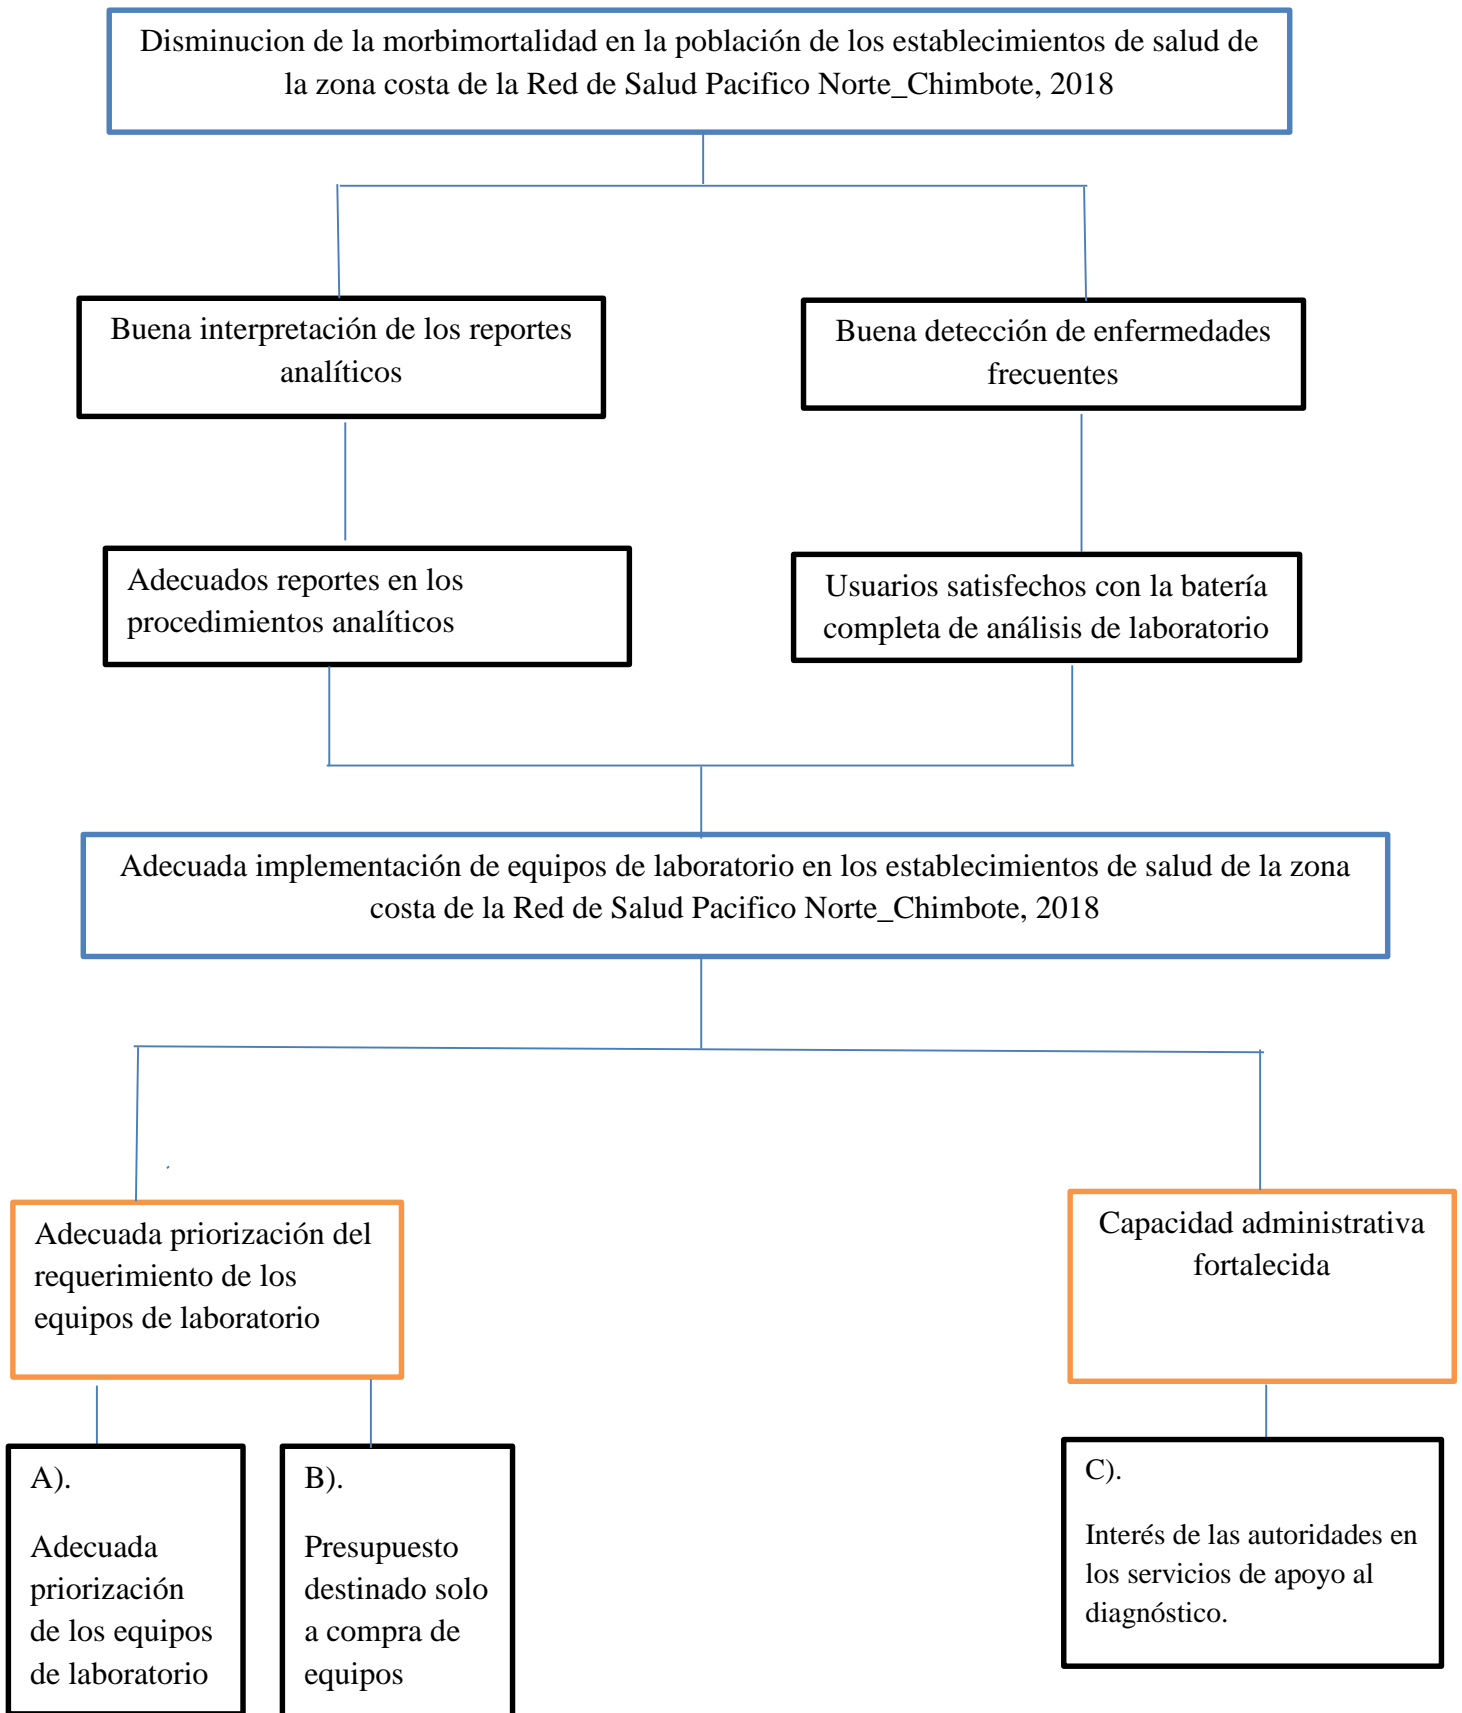 Disminucion de la morbimortalidad en la población de los establecimientos de salud de
la zona costa de la Red de Salud Pacifico Norte_Chimbote, 2018
Buena interpretación de los reportes
analíticos
Buena detección de enfermedades
frecuentes
Adecuados reportes en los
procedimientos analíticos
Usuarios satisfechos con la batería
completa de análisis de laboratorio
Adecuada implementación de equipos de laboratorio en los establecimientos de salud de la zona
costa de la Red de Salud Pacifico Norte_Chimbote, 2018
Adecuada priorización del
requerimiento de los
equipos de laboratorio
Capacidad administrativa
fortalecida
A).
Adecuada
priorización
de los equipos
de laboratorio
B).
Presupuesto
destinado solo
a compra de
equipos
C).
Interés de las autoridades en
los servicios de apoyo al
diagnóstico.